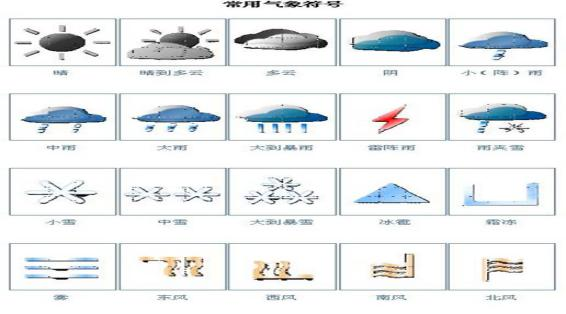 常用气象符号
晴 晴到多云 多云 阴 小（阵）雨
中雨 大雨 大到暴雨 雷阵雨 雨夹雪
小雪 中雪 大到暴雪 冰雹 霜冻
雾 东风 西风 南风 北风